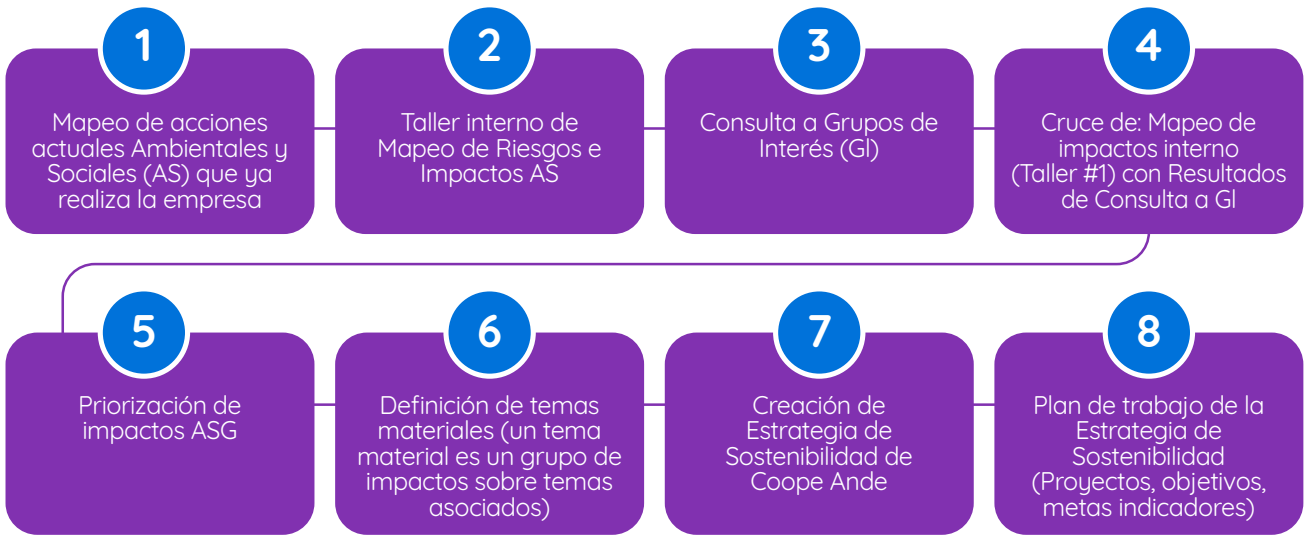 1
Mapeo de acciones
actuales Ambientales y
Sociales (AS) que ya
realiza la empresa
2
Taller interno de
Mapeo de Riesgos e
Impactos AS
3
Consulta a Grupos de
Interés (GI)
4
Cruce de: Mapeo de
impactos interno
(Taller #1) con Resultados
de Consulta a GI
5
Priorización de
impactos ASG
6
Definición de temas
materiales (un tema
material es un grupo de
impactos sobre temas
asociados)
7
Creación de
Estrategia de
Sostenibilidad de
Coope Ande
8
Plan de trabajo de la
Estrategia de
Sostenibilidad
(Proyectos, objetivos,
metas indicadores)